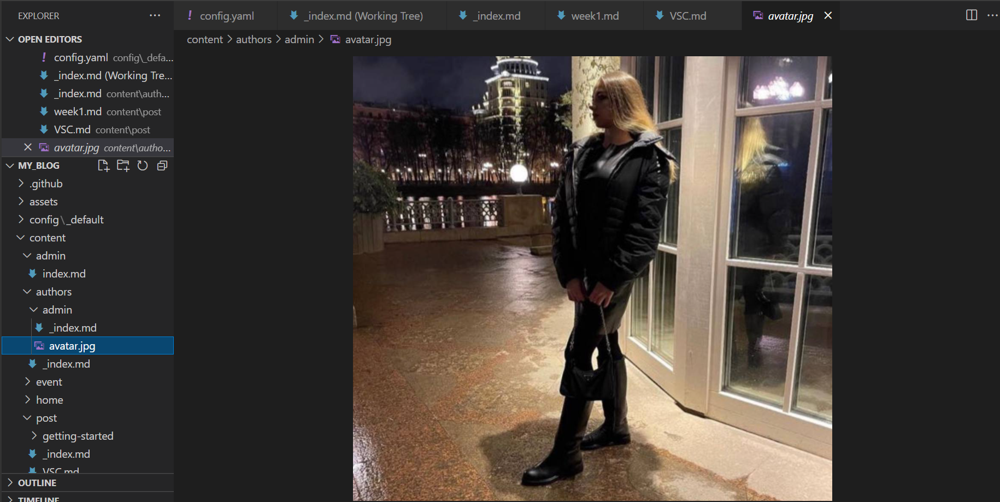 EXPLORER
OPEN EDITORS
! config.yaml config\_defa...
_index.md (Working Tre...
_index.md content\auth...
week1.md content\post
VSC.md content\post
avatar.jpg content\autho...
MY_BLOG
.github
assets
config\_default
content
admin
index.md
authors
admin
_index.md
avatar.jpg
_index.md
event
home
post
getting-started
_index.md
VSC.md
OUTLINE
TIMELINE
! config.yaml
_index.md (Working Tree)
_index.md
week1.md
VSC.md
avatar.jpg
content > authors > admin > avatar.jpg